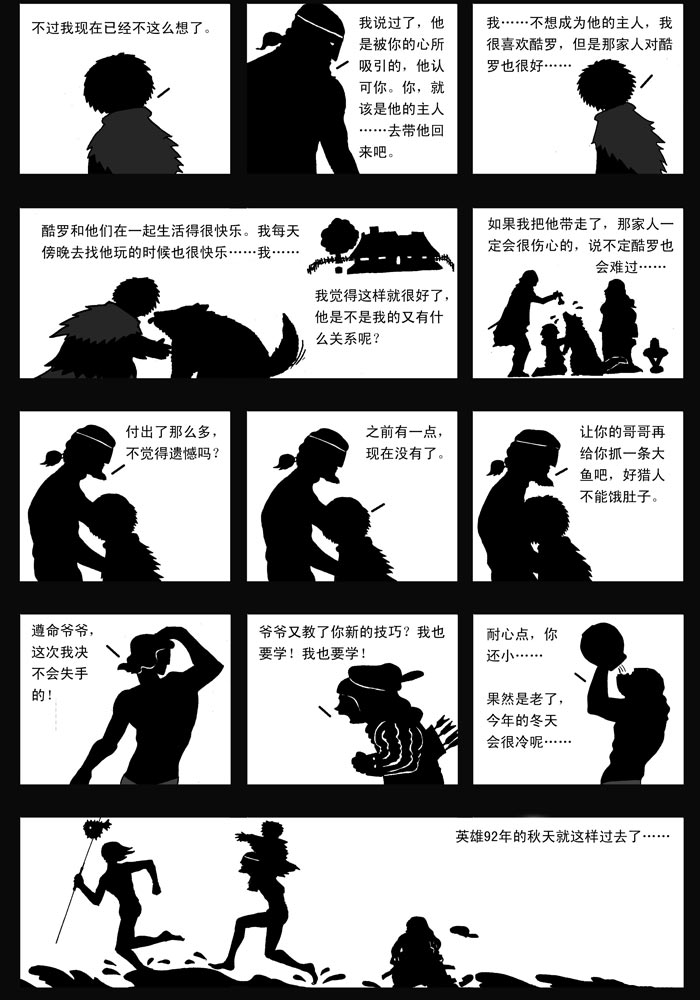 不过我现在已经不这么想了。
我说过了，他
是被你的心所
吸引的，他认
可你。你，就
该是他的主人
……去带他回
来吧。
我……不想成为他的主人，我
很喜欢酷罗，但是那家人对酷
罗也很好……
酷罗和他们在一起生活得很快乐。我每天
傍晚去找他玩的时候也很快乐……我……
我觉得这样就很好了，
他是不是我的又有什
么关系呢？
如果我把他带走了，那家人一
定会很伤心的，说不定酷罗也
会难过……
付出了那么多，
不觉得遗憾吗？
之前有一点，
现在没有了。
让你的哥哥再
给你抓一条大
鱼吧，好猎人
不能饿肚子。
遵命爷爷，
这次我决
不会失手
的！
爷爷又教了你新的技巧？我也
要学！我也要学！
耐心点，你
还小……
果然是老了，
今年的冬天
会很冷呢……
英雄92年的秋天就这样过去了……